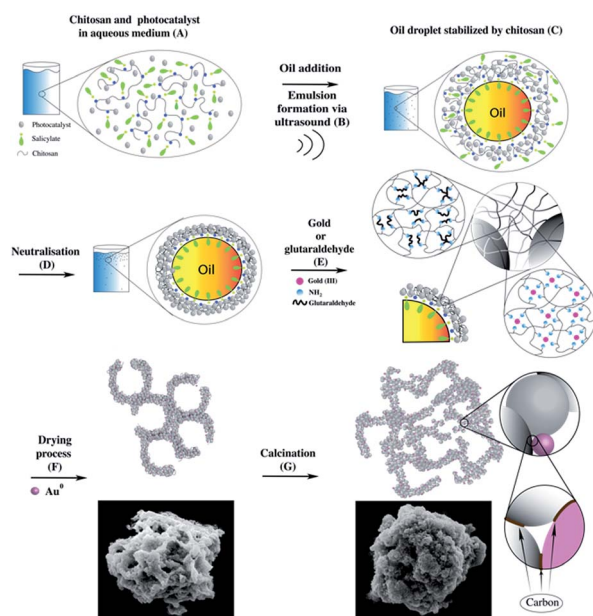 Chitosan and photocatalyst
in aqueous medium (A)
Oil addition
Emulsion
formation via
ultrasound (B)
Oil droplet stabilized by chitosan (C)
Oil
Photocatalyst
Salicylate
Chitosan
Neutralisation
(D)
Oil
Gold
or
glutaraldehyde
(E)
Gold (III)
NH2
Glutaraldehyde
Drying
process
(F)
Au0
Calcination
(G)
Carbon